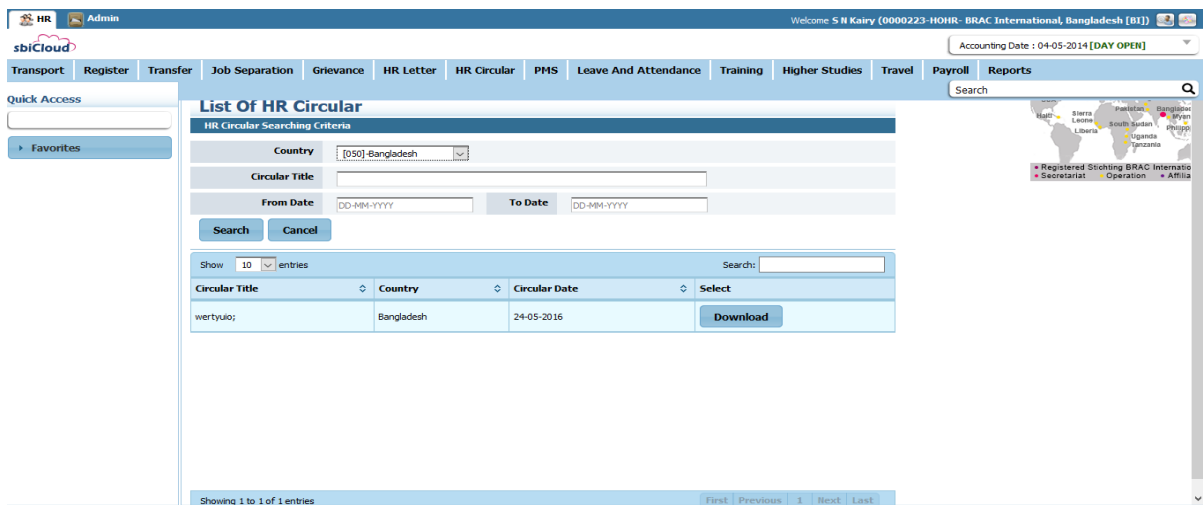 HR Admin Welcome S N Kairy (0000223-HOHR- BRAC International, Bangladesh [BI])
sbiCloud
Accounting Date : 04-05-2014 [DAY OPEN]
Transport Register Transfer Job Separation Grievance HR Letter HR Circular PMS Leave And Attendance Training Higher Studies Travel Payroll Reports
Search
Quick Access
Favorites
List Of HR Circular
HR Circular Searching Criteria
Country [050]-Bangladesh
Circular Title
From Date DD-MM-YYYY To Date DD-MM-YYYY
Search Cancel
Show 10 entries Search:
Circular Title Country Circular Date Select
wertyuio; Bangladesh 24-05-2016 Download
Showing 1 to 1 of 1 entries First Previous 1 Next Last
Haiti Sierra Leone Liberia Pakistan South Sudan Uganda Tanzania Banglades Myan Philipp
Registered Stichting BRAC Internatio
Secretariat Operation Affilia